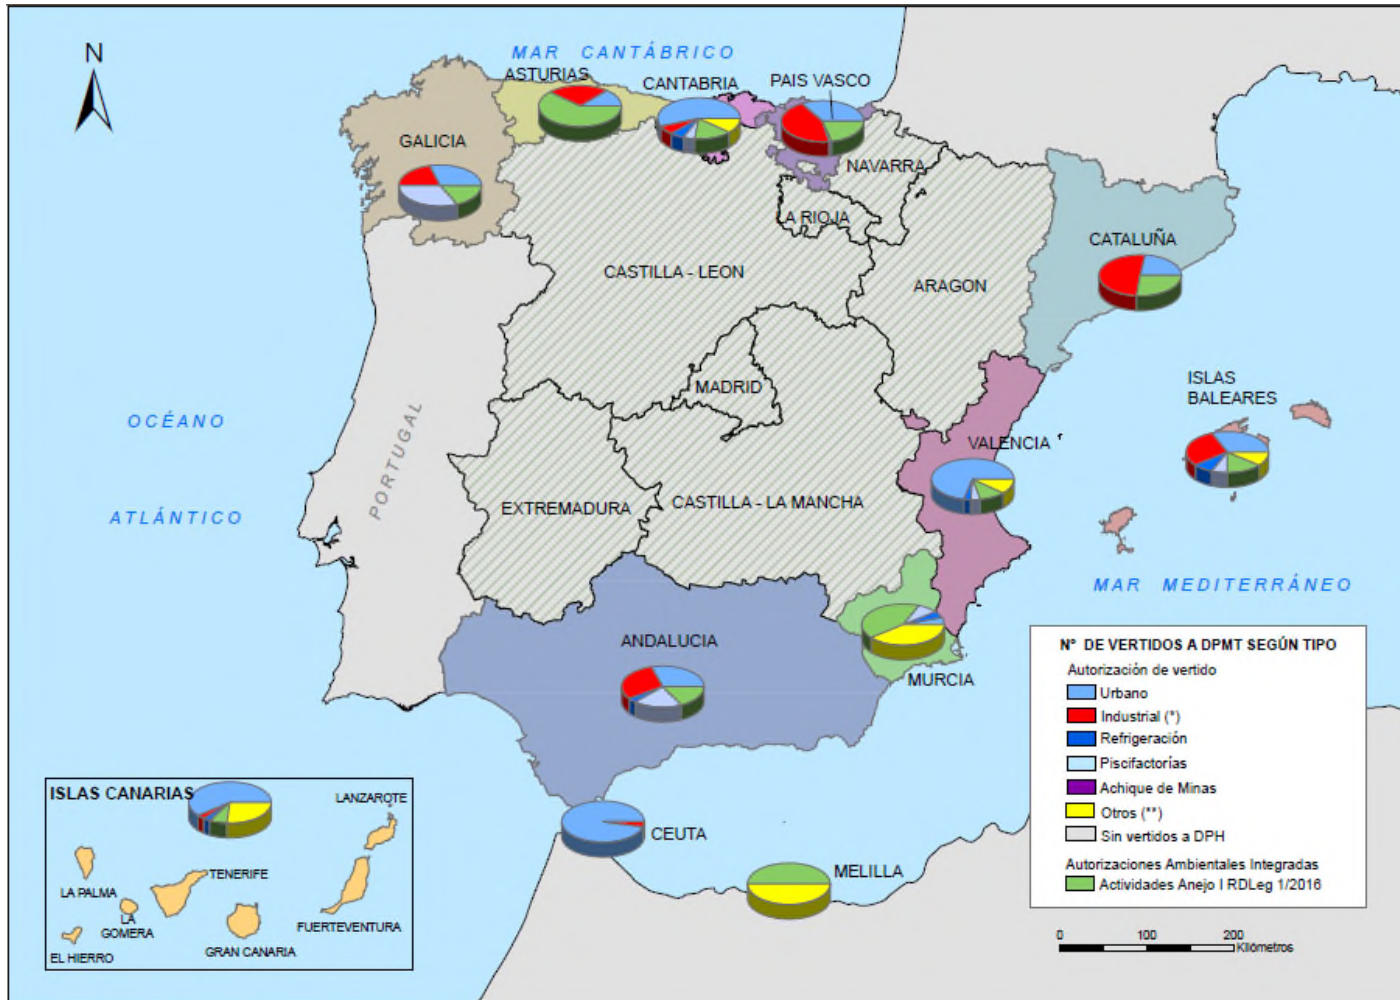 N
MAR CANTÁBRICO
ASTURIAS
CANTABRIA
PAIS VASCO
GALICIA
NAVARRA
LA RIOJA
CATALUÑA
CASTILLA - LEON
ARAGON
MADRID
ISLAS
BALEARES
OCÉANO
ATLÁNTICO
PORTUGAL
VALENCIA
EXTREMADURA
CASTILLA - LA MANCHA
MAR MEDITERRÁNEO
ANDALUCIA
MURCIA
Nº DE VERTIDOS A DPMT SEGÚN TIPO
Autorización de vertido
Urbano
Industrial (*)
Refrigeración
Piscifactorías
Achique de Minas
Otros (**)
Sin vertidos a DPH
Autorizaciones Ambientales Integradas
Actividades Anejo I RDLeg 1/2016
0 100 200
Kilómetros
CEUTA
MELILLA
ISLAS CANARIAS
LANZAROTE
LA PALMA
TENERIFE
LA
GOMERA
FUERTEVENTURA
EL HIERRO
GRAN CANARIA